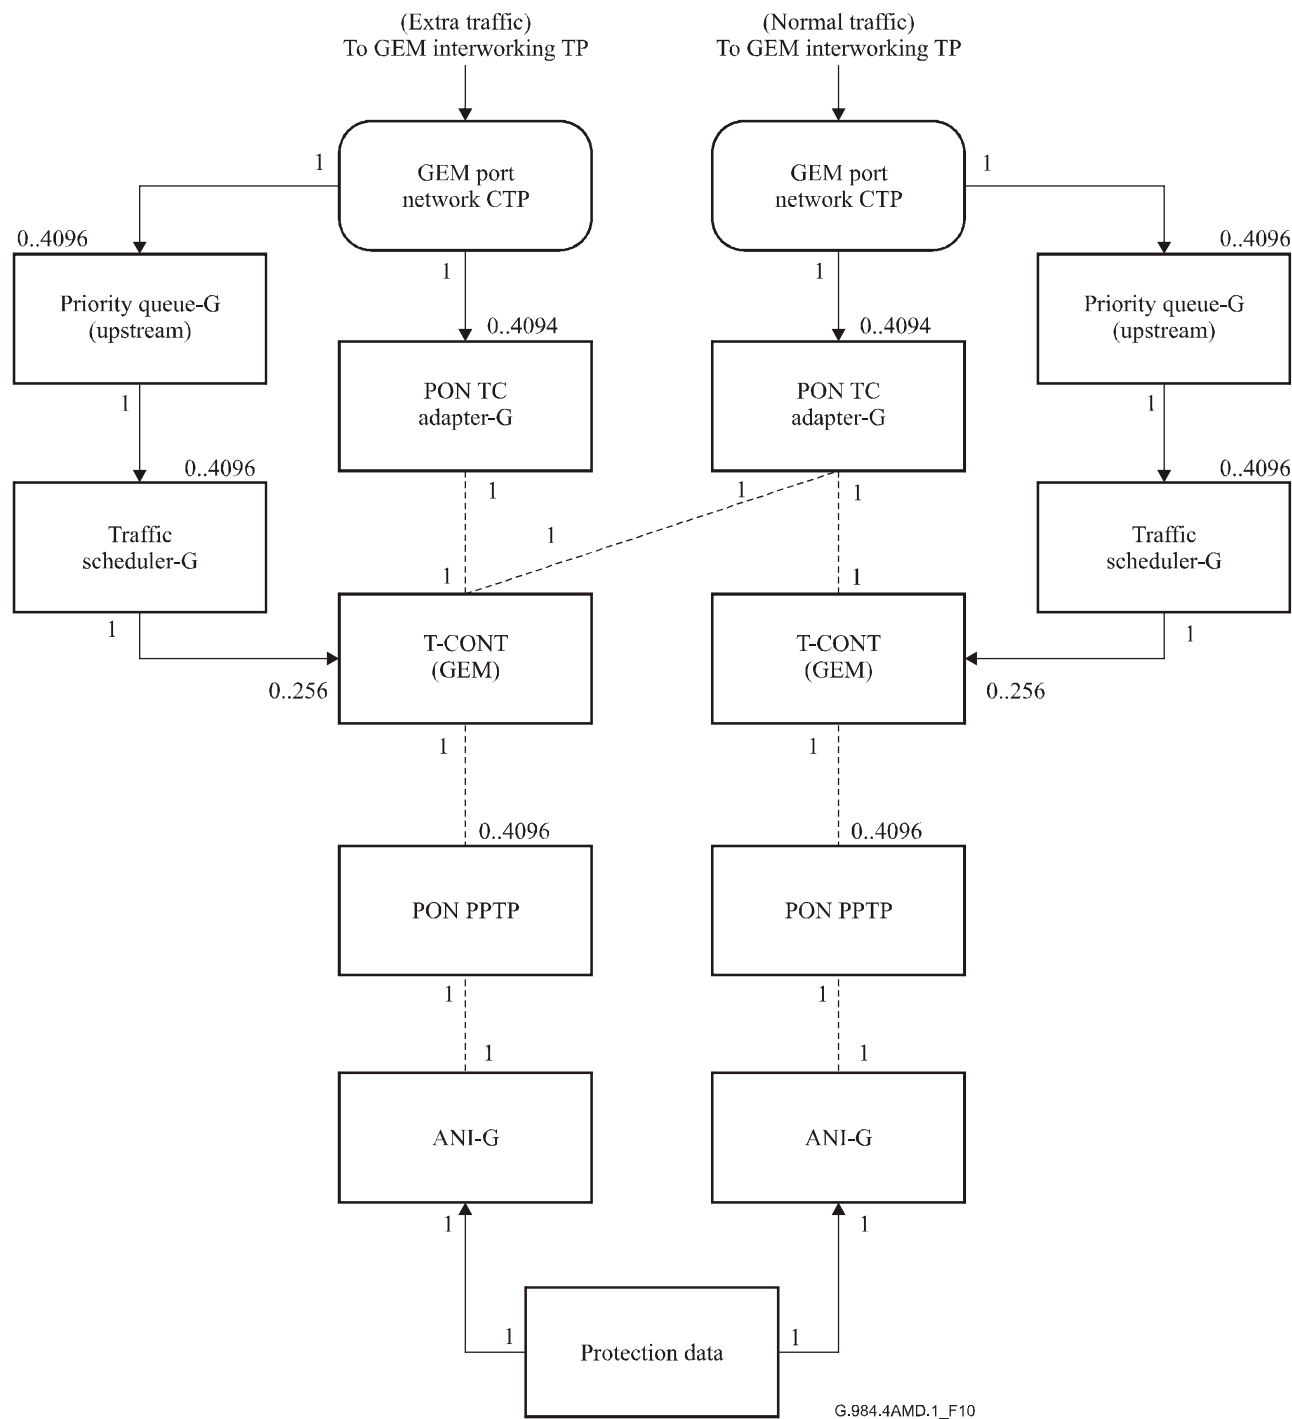 (Extra traffic)
To GEM interworking TP
(Normal traffic)
To GEM interworking TP
1
GEM port
network CTP
GEM port
network CTP
1
0..4096
1
1
0..4096
Priority queue-G
(upstream)
0..4094
0..4094
Priority queue-G
(upstream)
1
PON TC
adapter-G
PON TC
adapter-G
1
0..4096
1
1
1
0..4096
Traffic
scheduler-G
1
Traffic
scheduler-G
1
1
1
T-CONT
(GEM)
T-CONT
(GEM)
1
0..256
0..256
1
1
0..4096
0..4096
PON PPTP
PON PPTP
1
1
1
1
ANI-G
ANI-G
1
1
1
1
Protection data
G.984.4AMD.1_F10